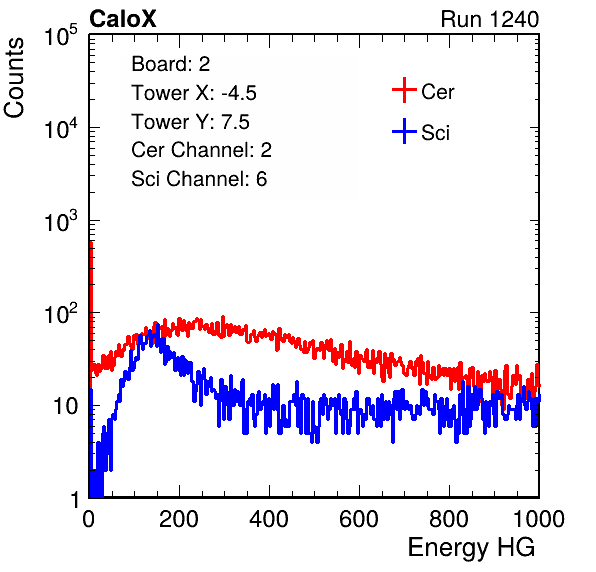 CaloX Run 1240
Counts
10^5
10^4
10^3
10^2
10
1
Board: 2
Tower X: -4.5
Tower Y: 7.5
Cer Channel: 2
Sci Channel: 6
Cer
Sci
0 200 400 600 800 1000
Energy HG